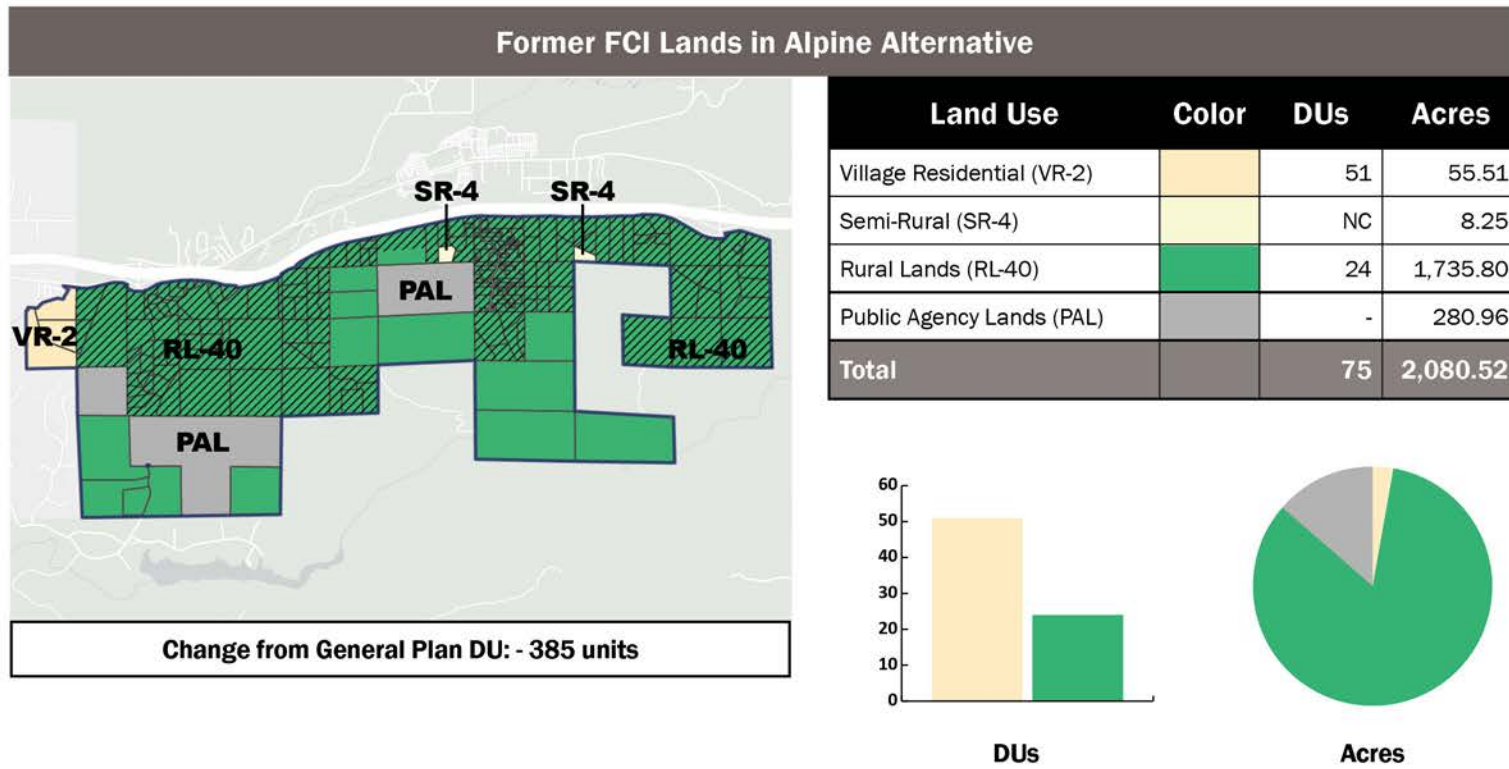 Former FCI Lands in Alpine Alternative
SR-4
SR-4
PAL
VR-2
RL-40
RL-40
PAL
Change from General Plan DU: - 385 units
Land Use Color DUs Acres
Village Residential (VR-2) 51 55.51
Semi-Rural (SR-4) NC 8.25
Rural Lands (RL-40) 24 1,735.80
Public Agency Lands (PAL) - 280.96
Total 75 2,080.52
60
50
40
30
20
10
0
DUs
Acres